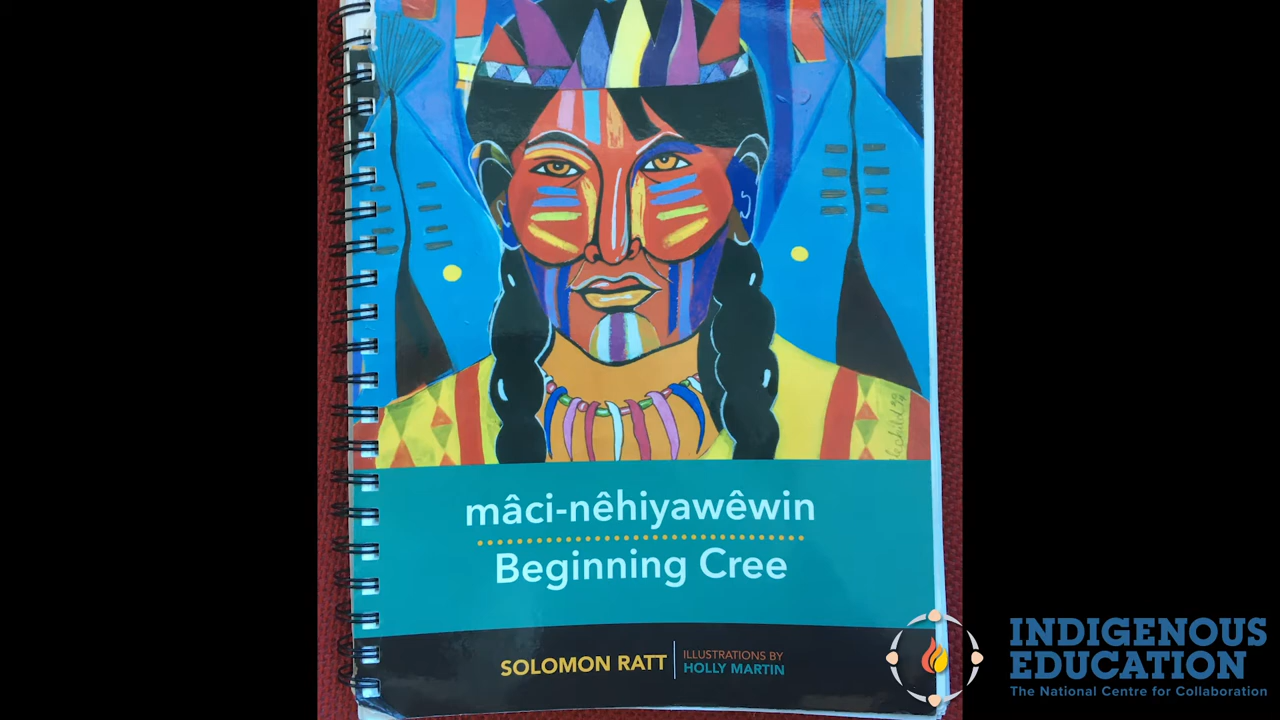 mâci-nêhiyawêwin
Beginning Cree
SOLOMON RATT
ILLUSTRATIONS BY
HOLLY MARTIN
INDIGENOUS
EDUCATION
The National Centre for Collaboration